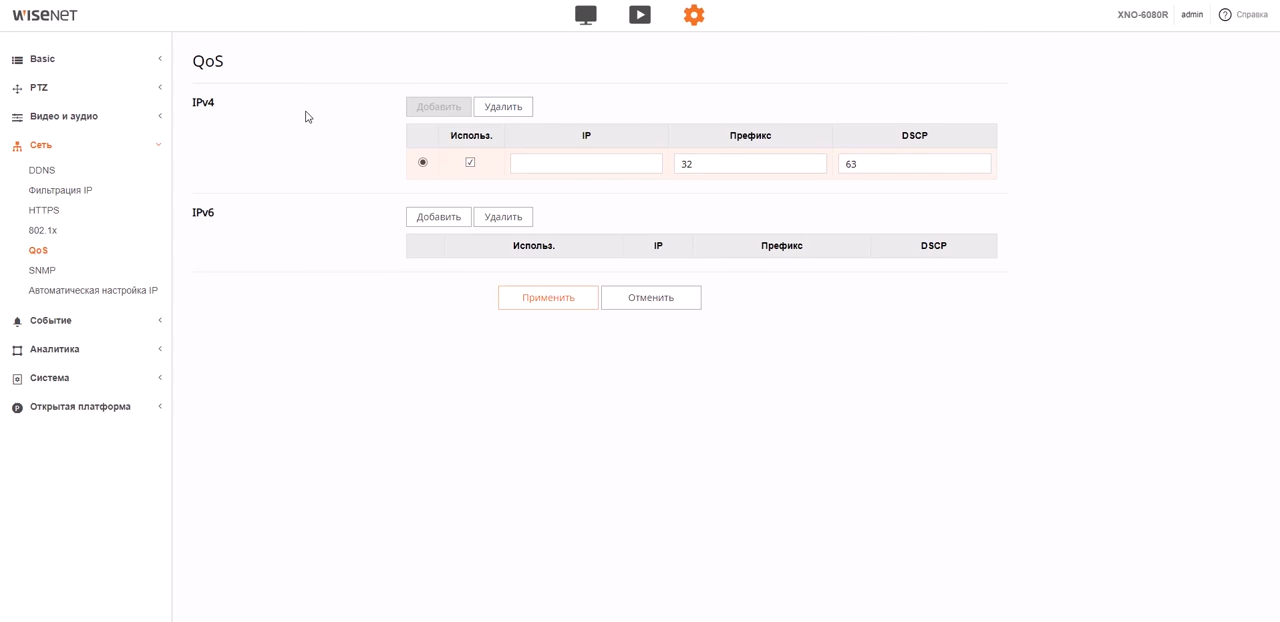 WISENET
XNO-6080R admin ? Справка
Basic
PTZ
Видео и аудио
Сеть
DDNS
Фильтрация IP
HTTPS
802.1x
QoS
SNMP
Автоматическая настройка IP
Событие
Аналитика
Система
P Открытая платформа
QoS
IPv4
Добавить Удалить
Использ. IP Префикс DSCP
32 63
IPv6
Добавить Удалить
Использ. IP Префикс DSCP
Применить Отменить